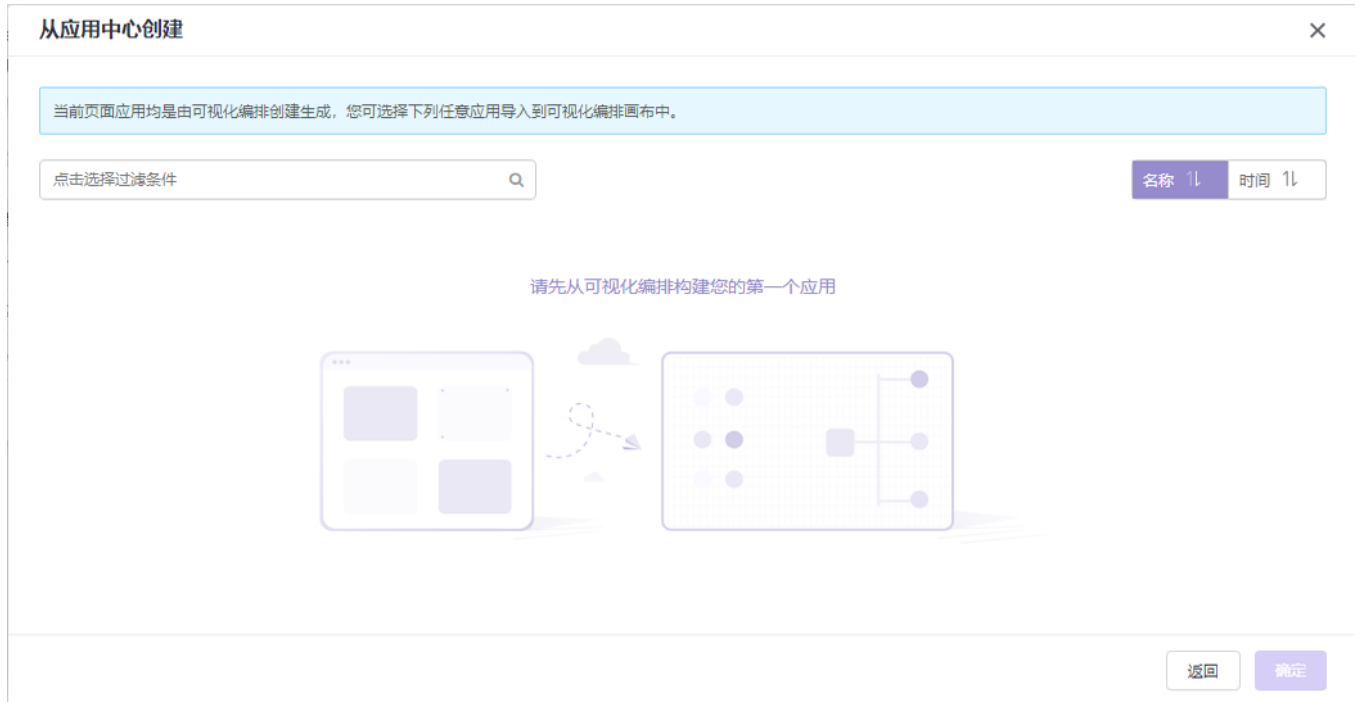 从应用中心创建
当前页面应用均是由可视化编排创建生成，您可选择下列任意应用导入到可视化编排画布中。
点击选择过滤条件
名称 时间
请先从可视化编排构建您的第一个应用
返回 确定